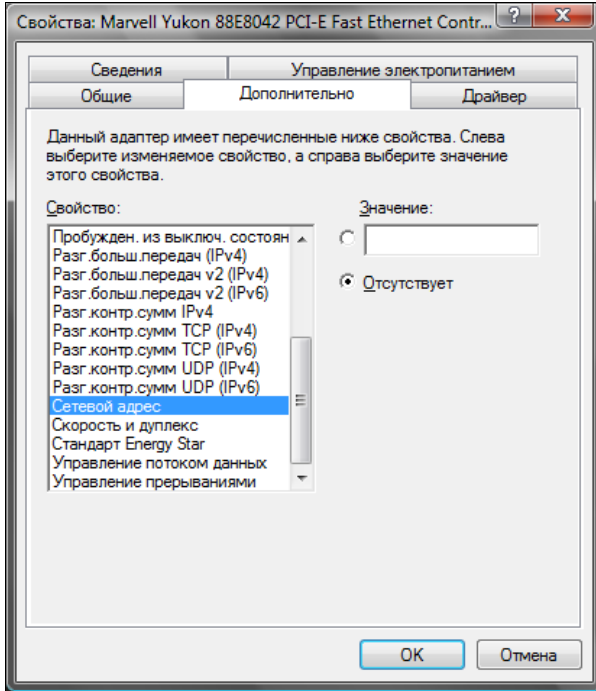 Свойства: Marvell Yukon 88E8042 PCI-E Fast Ethernet Contr...
Сведения
Управление электропитанием
Общие
Дополнительно
Драйвер
Данный адаптер имеет перечисленные ниже свойства. Слева
выберите изменяемое свойство, а справа выберите значение
этого свойства.
Свойство:
Значение:
Пробужден. из выключ. состоян
Разг.больш.передач (IPv4)
Разг.больш.передач v2 (IPv4)
Разг.больш.передач v2 (IPv6)
Разг.контр.сумм IPv4
Разг.контр.сумм TCP (IPv4)
Разг.контр.сумм TCP (IPv6)
Разг.контр.сумм UDP (IPv4)
Разг.контр.сумм UDP (IPv6)
Сетевой адрес
Скорость и дуплекс
Стандарт Energy Star
Управление потоком данных
Управление прерываниями
Отсутствует
OK
Отмена